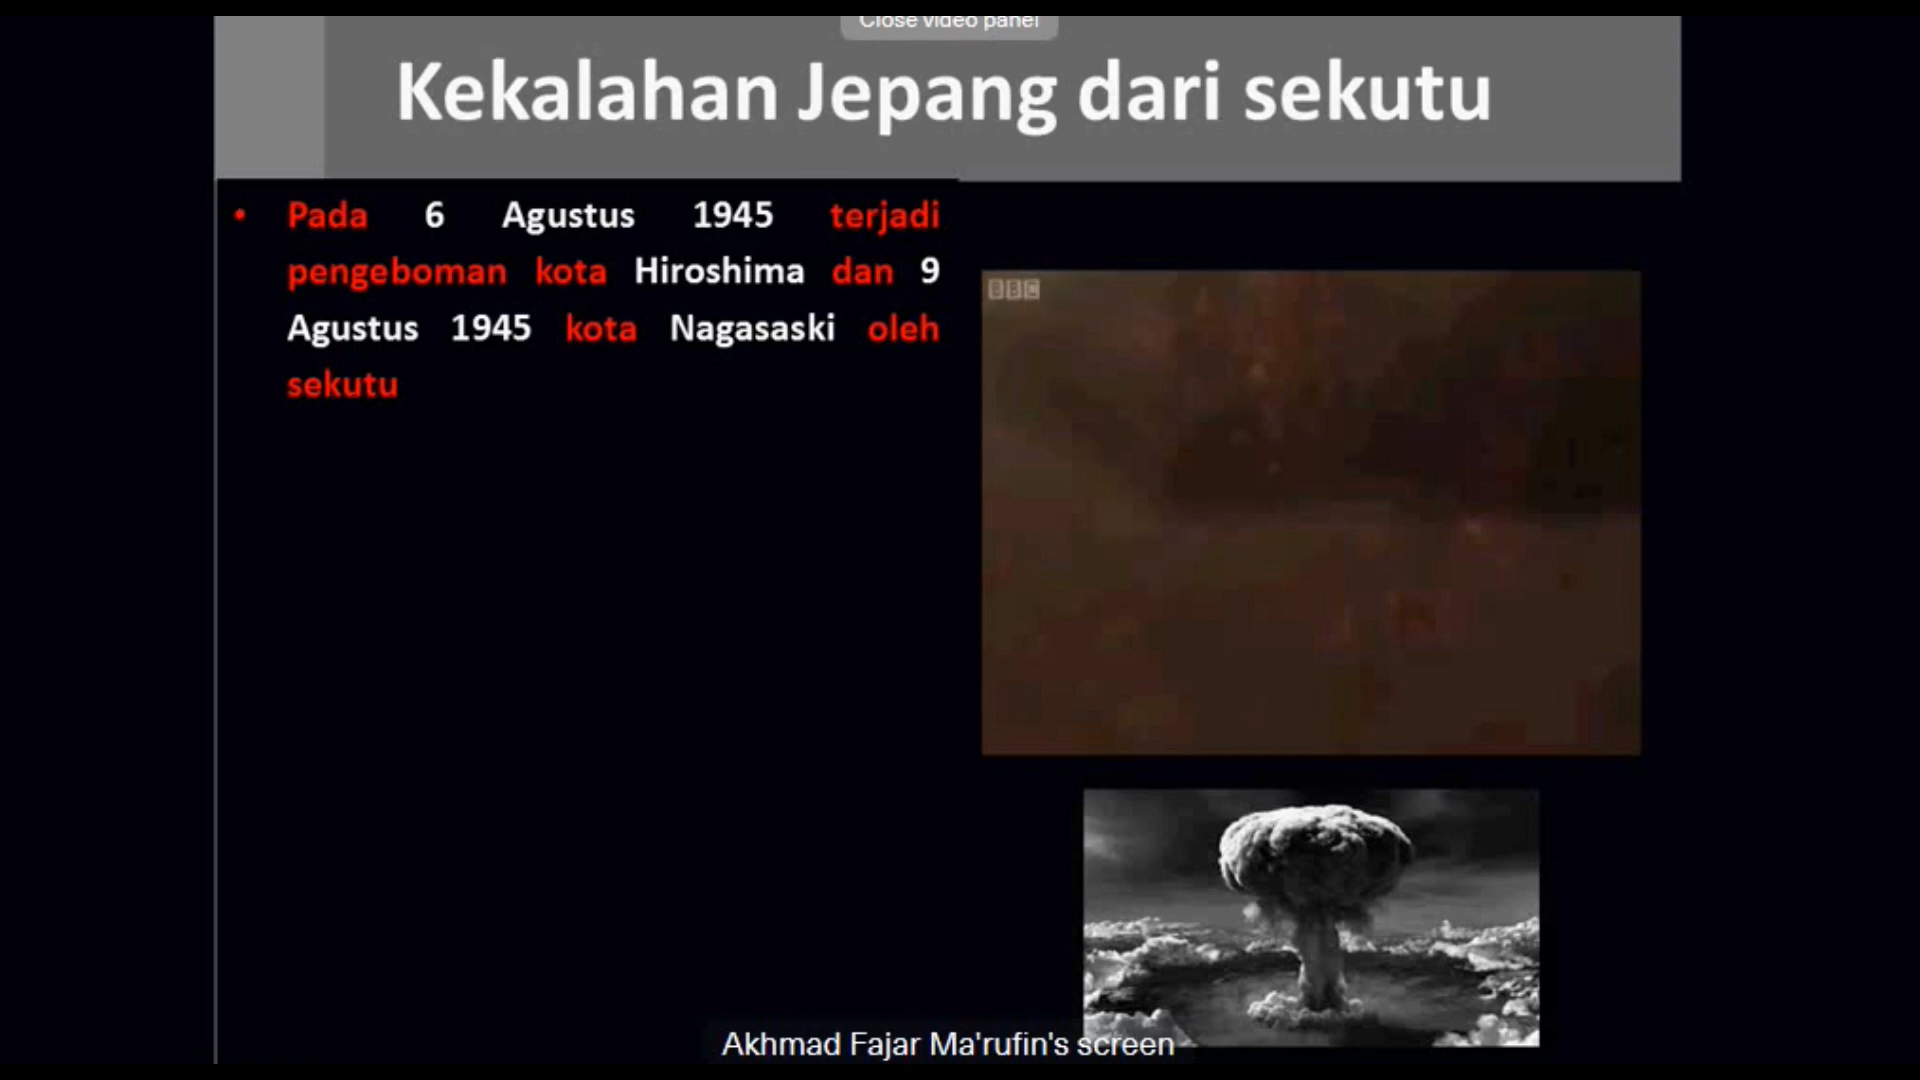 Close video panel
Kekalahan Jepang dari sekutu
• Pada 6 Agustus 1945 terjadi
pengeboman kota Hiroshima dan 9
Agustus 1945 kota Nagasaski oleh
sekutu
BBC
Akhmad Fajar Ma'rufin's screen